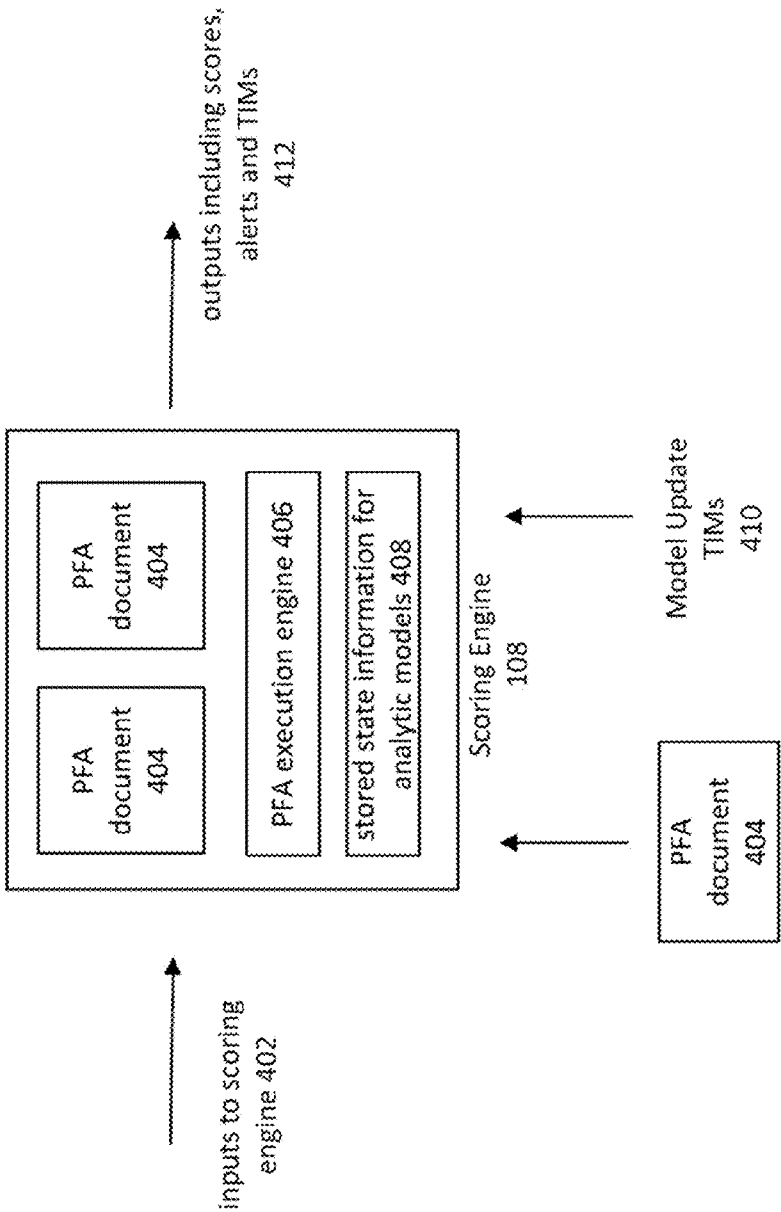 inputs to scoring
engine 402
PFA
document
404
PFA
document
404
PFA execution engine 406
stored state information for
analytic models 408
Scoring Engine
108
PFA
document
404
Model Update
TIMs
410
outputs including scores,
alerts and TIMs
412